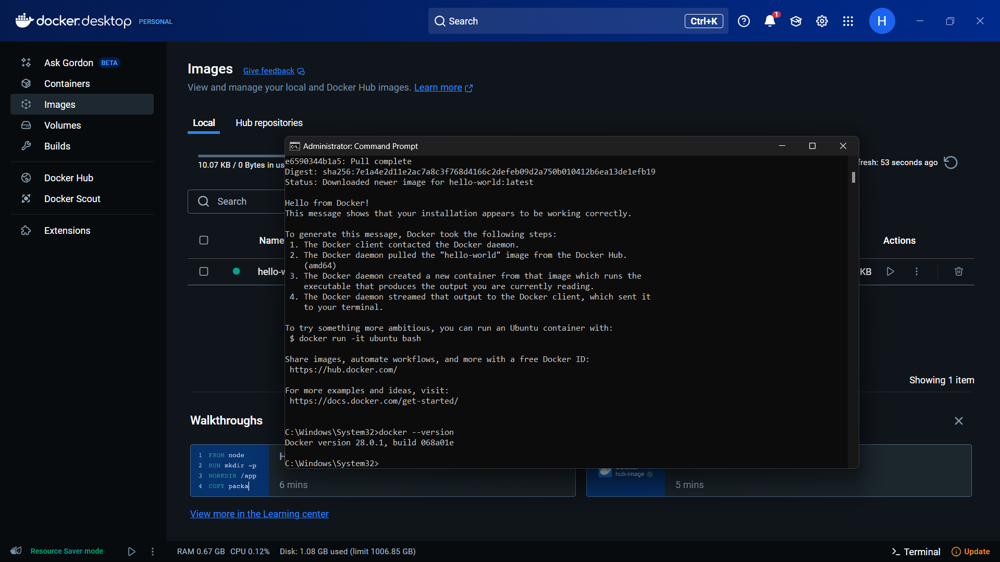 docker.desktop PERSONAL
Search
Ctrl+K
1
H
Ask Gordon BETA
Containers
Images
Volumes
Builds
Docker Hub
Docker Scout
Extensions
Images Give feedback
View and manage your local and Docker Hub images. Learn more
Local Hub repositories
10.07 KB / 0 Bytes in us
fresh: 53 seconds ago
Search
Name
Actions
hello-w
KB
Showing 1 item
Administrator: Command Prompt
e6590344b1a5: Pull complete
Digest: sha256:7e1a4e2d11e2ac7a8c3f768d4166c2defeb09d2a750b010412b6ea13de1efb19
Status: Downloaded newer image for hello-world:latest
Hello from Docker!
This message shows that your installation appears to be working correctly.
To generate this message, Docker took the following steps:
1. The Docker client contacted the Docker daemon.
2. The Docker daemon pulled the "hello-world" image from the Docker Hub.
(amd64)
3. The Docker daemon created a new container from that image which runs the
executable that produces the output you are currently reading.
4. The Docker daemon streamed that output to the Docker client, which sent it
to your terminal.
To try something more ambitious, you can run an Ubuntu container with:
$ docker run -it ubuntu bash
Share images, automate workflows, and more with a free Docker ID:
https://hub.docker.com/
For more examples and ideas, visit:
https://docs.docker.com/get-started/
C:\Windows\System32>docker --version
Docker version 28.0.1, build 068a01e
C:\Windows\System32>
Walkthroughs
1 FROM node
2 RUN mkdir -p
3 WORKDIR /app
4 COPY packa
H
6 mins
docker
hub-image
5 mins
View more in the Learning center
Resource Saver mode
RAM 0.67 GB CPU 0.12% Disk: 1.08 GB used (limit 1006.85 GB)
Terminal
Update